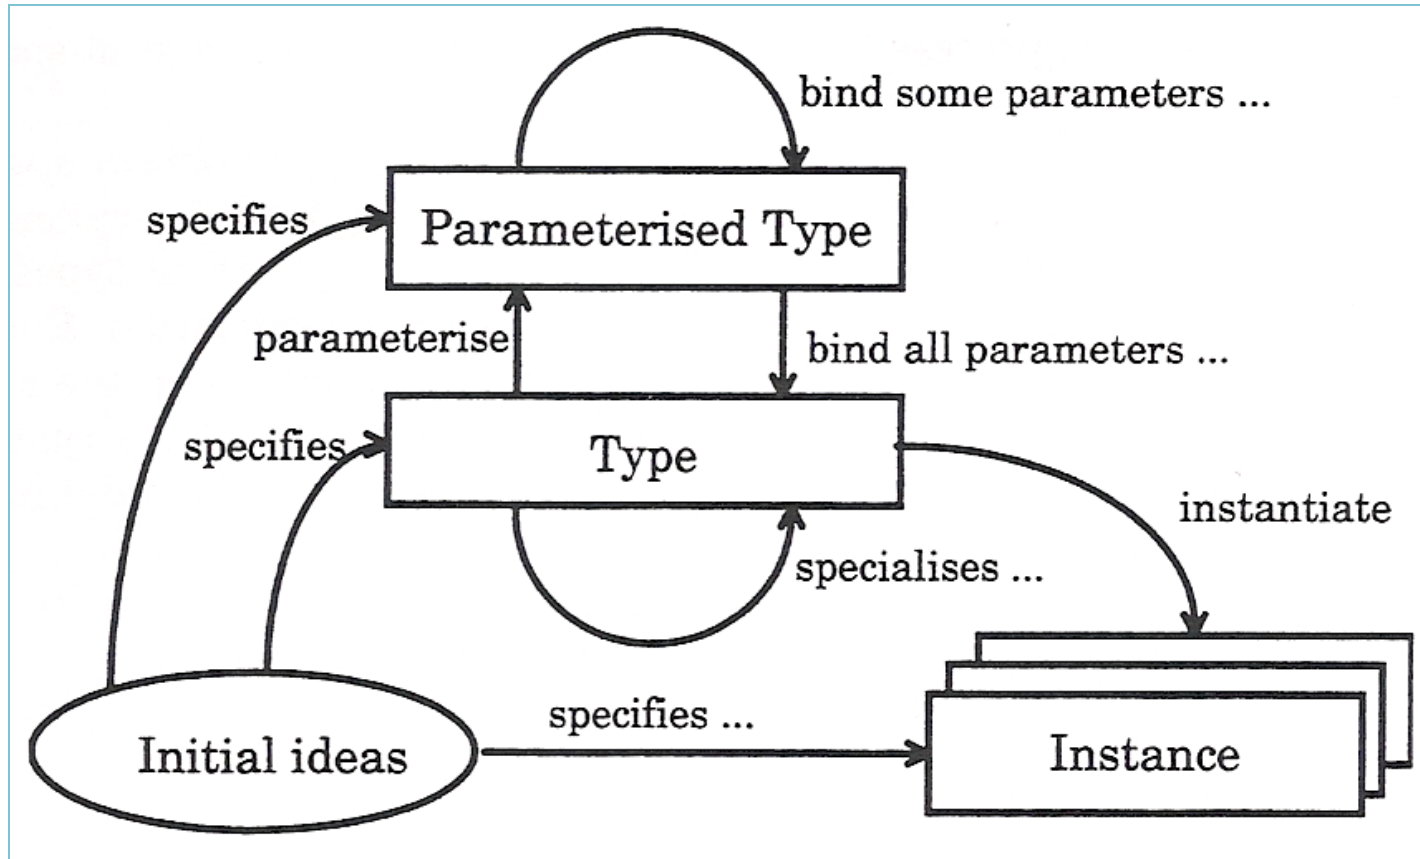 bind some parameters ...
specifies
Parameterised Type
parameterise
bind all parameters ...
specifies
Type
instantiate
specialises ...
specifies ...
Initial ideas
Instance